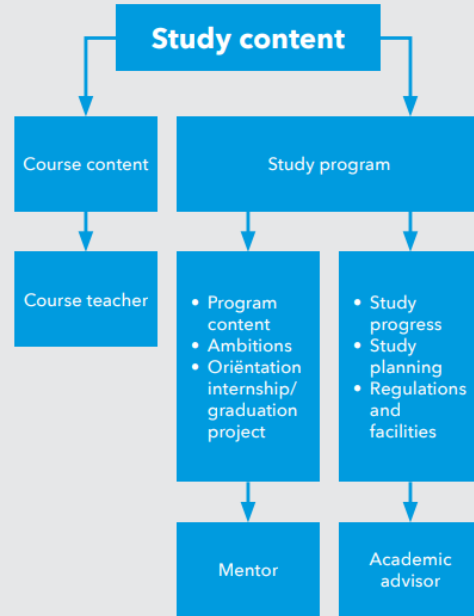 Study content
Course content
Study program
Course teacher
• Program
content
• Ambitions
• Oriëntation
internship/
graduation
project
• Study
progress
• Study
planning
• Regulations
and
facilities
Mentor
Academic
advisor